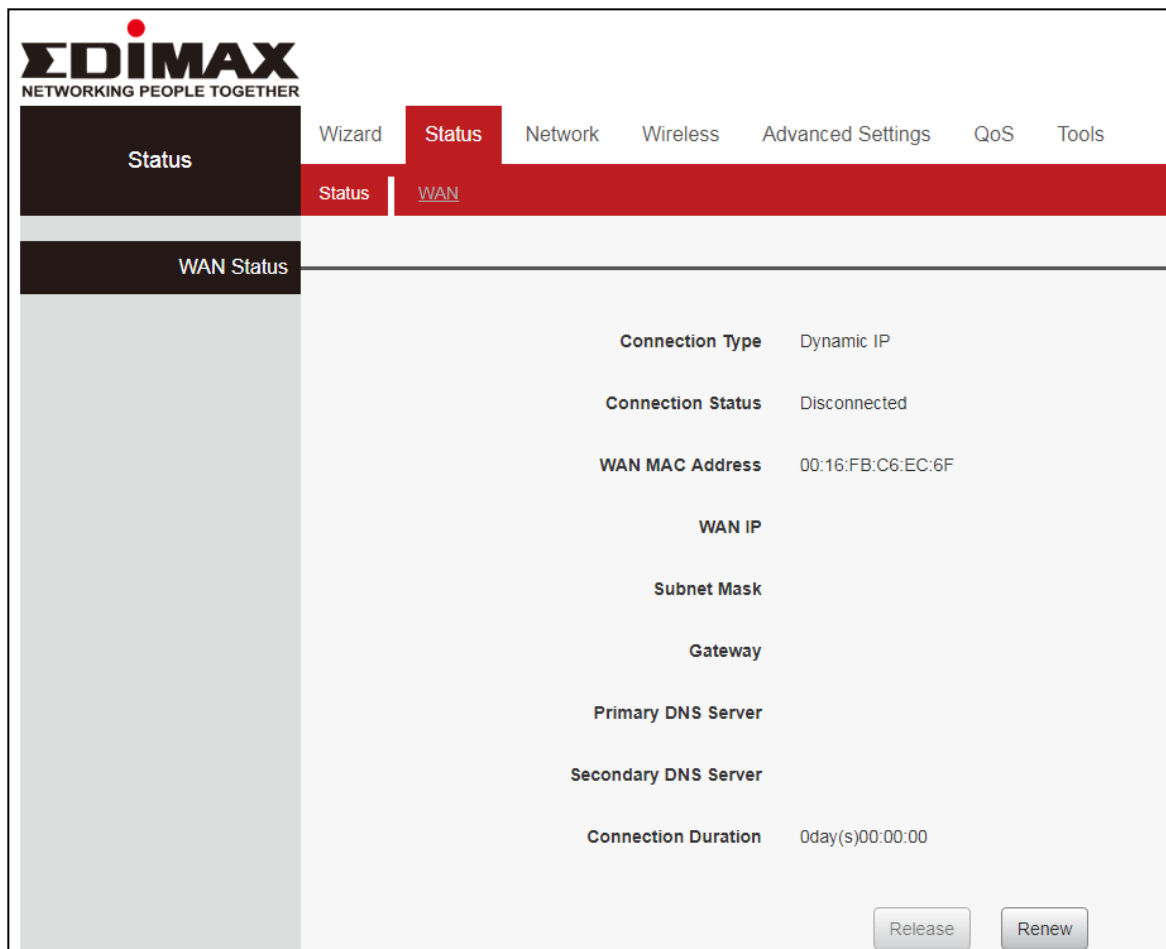 EDIMAX
NETWORKING PEOPLE TOGETHER
Status
Wizard Status Network Wireless Advanced Settings QoS Tools
Status WAN
WAN Status
Connection Type Dynamic IP
Connection Status Disconnected
WAN MAC Address 00:16:FB:C6:EC:6F
WAN IP
Subnet Mask
Gateway
Primary DNS Server
Secondary DNS Server
Connection Duration 0day(s)00:00:00
Release Renew